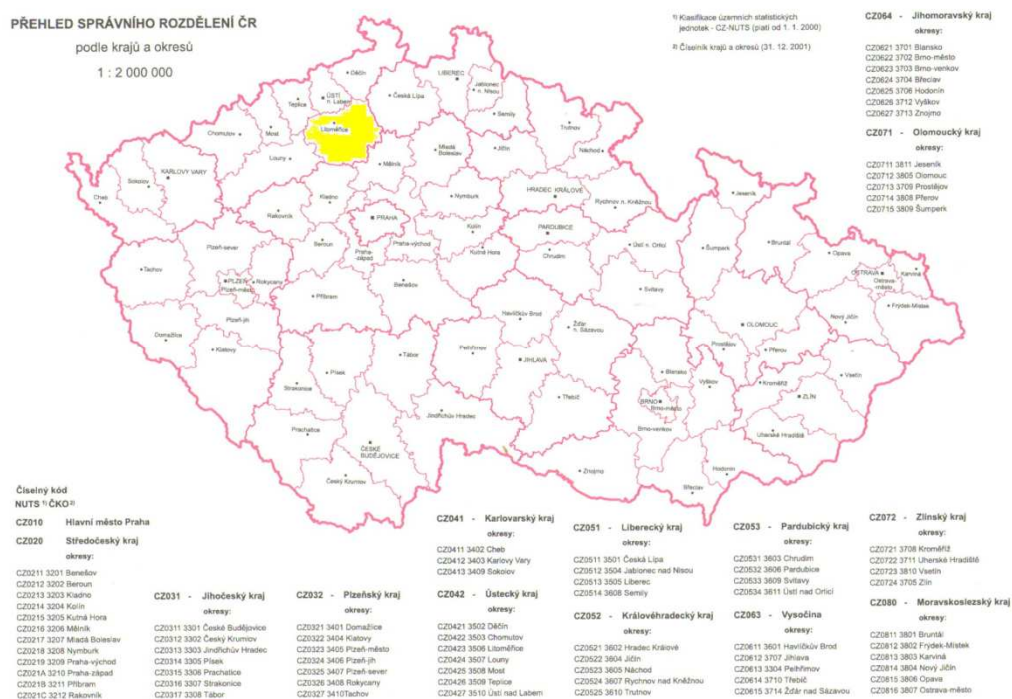 PŘEHLED SPRÁVNÍHO ROZDĚLENÍ ČR
podle krajů a okresů
1 : 2 000 000
¹⁾ Klasifikace územních statistických
jednotek - CZ-NUTS (platí od 1. 1. 2000)
²⁾ Číselník krajů a okresů (31. 12. 2001)
CZ064 - Jihomoravský kraj
okresy:
CZ0621 3701 Blansko
CZ0622 3702 Brno-město
CZ0623 3703 Brno-venkov
CZ0624 3704 Břeclav
CZ0625 3706 Hodonín
CZ0626 3712 Vyškov
CZ0627 3713 Znojmo
CZ071 - Olomoucký kraj
okresy:
CZ0711 3811 Jeseník
CZ0712 3805 Olomouc
CZ0713 3709 Prostějov
CZ0714 3808 Přerov
CZ0715 3809 Šumperk
Děčín
LIBEREC
Jablonec
n. Nisou
Teplice
ÚSTÍ
n. Labem
Česká Lípa
Semily
Chomutov
Most
Litoměřice
Trutnov
Louny
Mělník
Mladá
Boleslav
Jičín
Náchod
Sokolov
KARLOVY VARY
Cheb
Rakovník
Kladno
PRAHA
Nymburk
HRADEC KRÁLOVÉ
Rychnov n. Kněžnou
Jeseník
Plzeň-sever
Beroun
Praha-
západ
Praha-východ
Kolín
Kutná Hora
PARDUBICE
Chrudim
Ústí n. Orlicí
Šumperk
Bruntál
Opava
Tachov
PLZEŇ
Plzeň-město
Rokycany
Příbram
Benešov
Svitavy
OSTRAVA
Ostrava-
město
Karviná
Frýdek-Místek
Plzeň-jih
Havlíčkův Brod
Žďár
n. Sázavou
OLOMOUC
Nový Jičín
Domažlice
Klatovy
Tábor
Pelhřimov
JIHLAVA
Prostějov
Přerov
Strakonice
Písek
Třebíč
Blansko
Vyškov
Kroměříž
Vsetín
ZLÍN
Prachatice
Jindřichův Hradec
BRNO
Brno-město
Brno-venkov
Uherské Hradiště
ČESKÉ
BUDĚJOVICE
Český Krumlov
Znojmo
Hodonín
Břeclav
Číselný kód
NUTS ¹⁾ ČKO ²⁾
CZ010 Hlavní město Praha
CZ020 Středočeský kraj
okresy:
CZ0211 3201 Benešov
CZ0212 3202 Beroun
CZ0213 3203 Kladno
CZ0214 3204 Kolín
CZ0215 3205 Kutná Hora
CZ0216 3206 Mělník
CZ0217 3207 Mladá Boleslav
CZ0218 3208 Nymburk
CZ0219 3209 Praha-východ
CZ021A 3210 Praha-západ
CZ021B 3211 Příbram
CZ021C 3212 Rakovník
CZ031 - Jihočeský kraj
okresy:
CZ0311 3301 České Budějovice
CZ0312 3302 Český Krumlov
CZ0313 3303 Jindřichův Hradec
CZ0314 3305 Písek
CZ0315 3306 Prachatice
CZ0316 3307 Strakonice
CZ0317 3308 Tábor
CZ032 - Plzeňský kraj
okresy:
CZ0321 3401 Domažlice
CZ0322 3404 Klatovy
CZ0323 3405 Plzeň-město
CZ0324 3406 Plzeň-jih
CZ0325 3407 Plzeň-sever
CZ0326 3408 Rokycany
CZ0327 3410Tachov
CZ041 - Karlovarský kraj
okresy:
CZ0411 3402 Cheb
CZ0412 3403 Karlovy Vary
CZ0413 3409 Sokolov
CZ042 - Ústecký kraj
okresy:
CZ0421 3502 Děčín
CZ0422 3503 Chomutov
CZ0423 3506 Litoměřice
CZ0424 3507 Louny
CZ0425 3508 Most
CZ0426 3509 Teplice
CZ0427 3510 Ústí nad Labem
CZ051 - Liberecký kraj
okresy:
CZ0511 3501 Česká Lípa
CZ0512 3504 Jablonec nad Nisou
CZ0513 3505 Liberec
CZ0514 3608 Semily
CZ052 - Královéhradecký kraj
okresy:
CZ0521 3602 Hradec Králové
CZ0522 3604 Jičín
CZ0523 3605 Náchod
CZ0524 3607 Rychnov nad Kněžnou
CZ0525 3610 Trutnov
CZ053 - Pardubický kraj
okresy:
CZ0531 3603 Chrudim
CZ0532 3606 Pardubice
CZ0533 3609 Svitavy
CZ0534 3611 Ústí nad Orlicí
CZ063 - Vysočina
okresy:
CZ0611 3601 Havlíčkův Brod
CZ0612 3707 Jihlava
CZ0613 3304 Pelhřimov
CZ0614 3710 Třebíč
CZ0615 3714 Žďár nad Sázavou
CZ072 - Zlínský kraj
okresy:
CZ0721 3708 Kroměříž
CZ0722 3711 Uherské Hradiště
CZ0723 3810 Vsetín
CZ0724 3705 Zlín
CZ080 - Moravskoslezský kraj
okresy:
CZ0811 3801 Bruntál
CZ0812 3802 Frýdek-Místek
CZ0813 3803 Karviná
CZ0814 3804 Nový Jičín
CZ0815 3806 Opava
CZ0816 3807 Ostrava-město